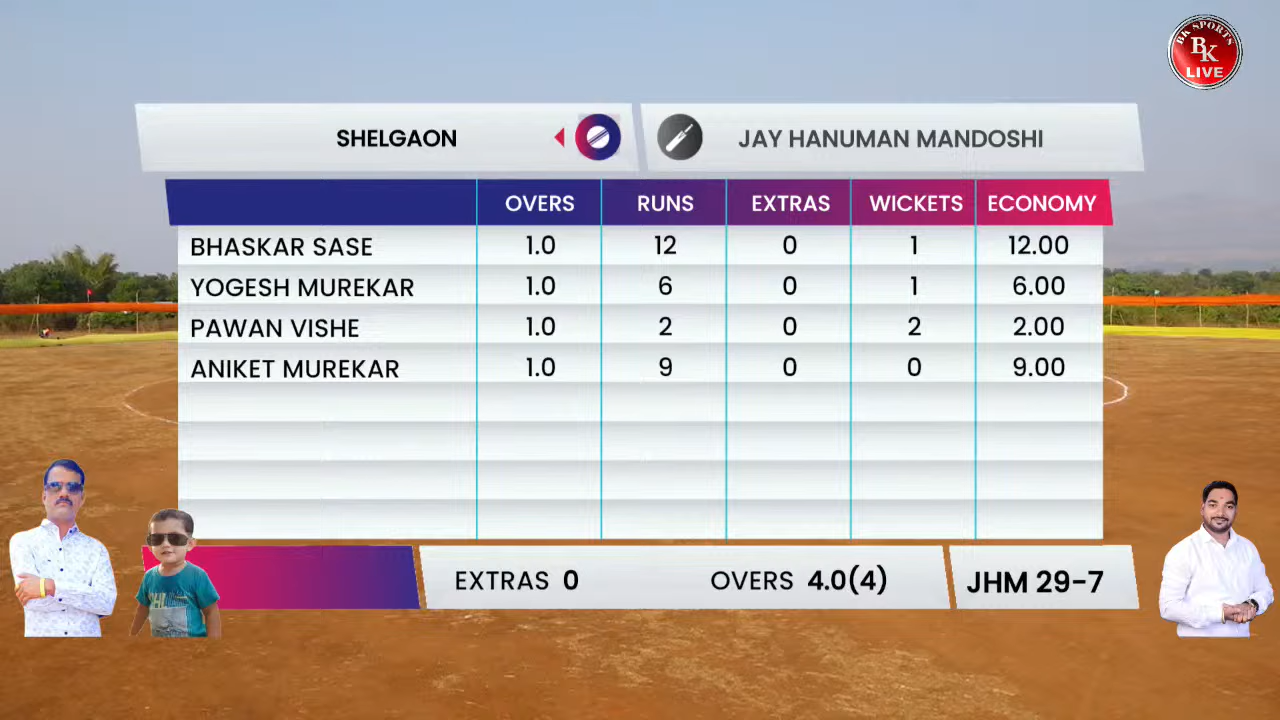 BK SPORTS
BK
LIVE
SHELGAON
JAY HANUMAN MANDOSHI
OVERS RUNS EXTRAS WICKETS ECONOMY
BHASKAR SASE 1.0 12 0 1 12.00
YOGESH MUREKAR 1.0 6 0 1 6.00
PAWAN VISHE 1.0 2 0 2 2.00
ANIKET MUREKAR 1.0 9 0 0 9.00
EXTRAS 0 OVERS 4.0(4) JHM 29-7